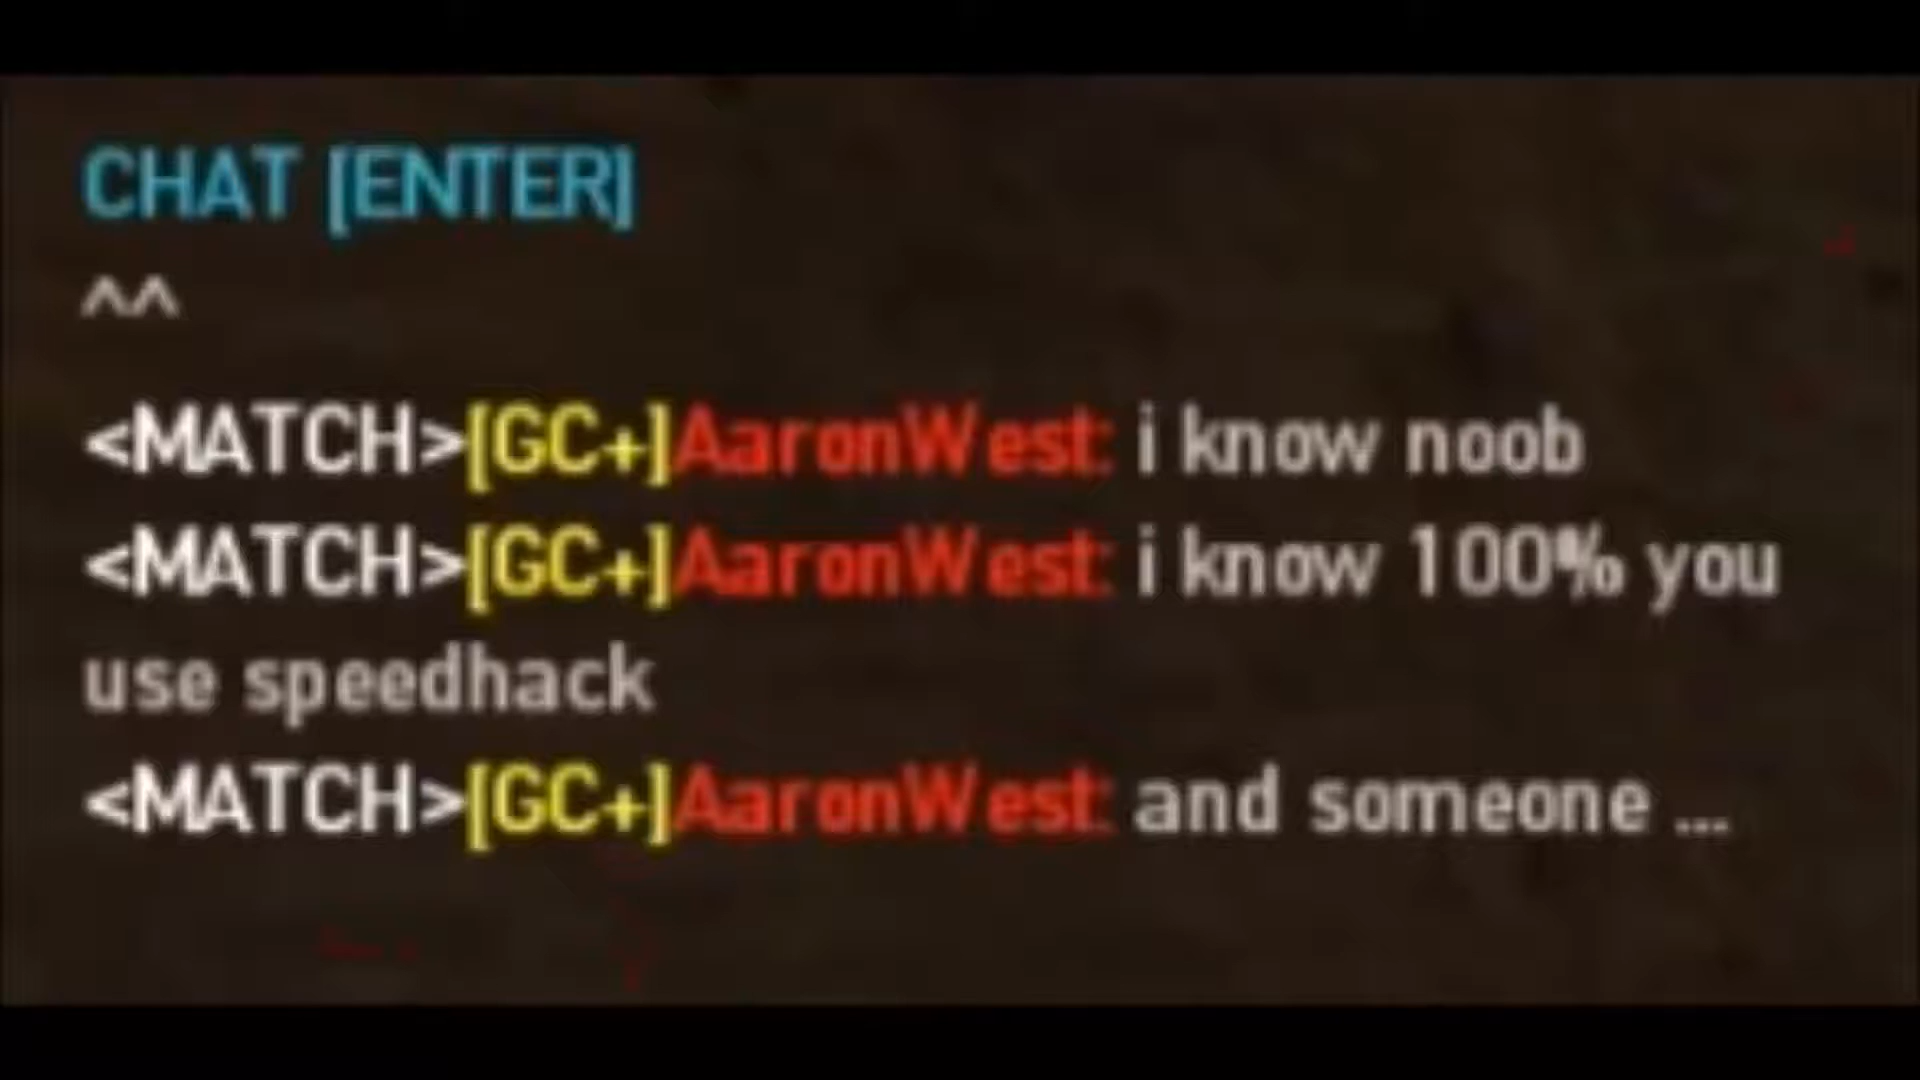 CHAT [ENTER]
^^
<MATCH>[GC+]AaronWest: i know noob
<MATCH>[GC+]AaronWest: i know 100% you
use speedhack
<MATCH>[GC+]AaronWest: and someone ...